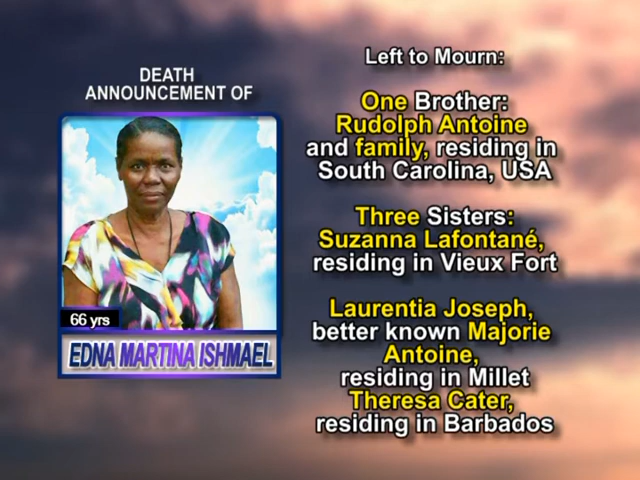 DEATH
ANNOUNCEMENT OF
66 yrs
EDNA MARTINA ISHMAEL
Left to Mourn:
One Brother:
Rudolph Antoine
and family, residing in
South Carolina, USA
Three Sisters:
Suzanna Lafontané,
residing in Vieux Fort
Laurentia Joseph,
better known Majorie
Antoine,
residing in Millet
Theresa Cater,
residing in Barbados